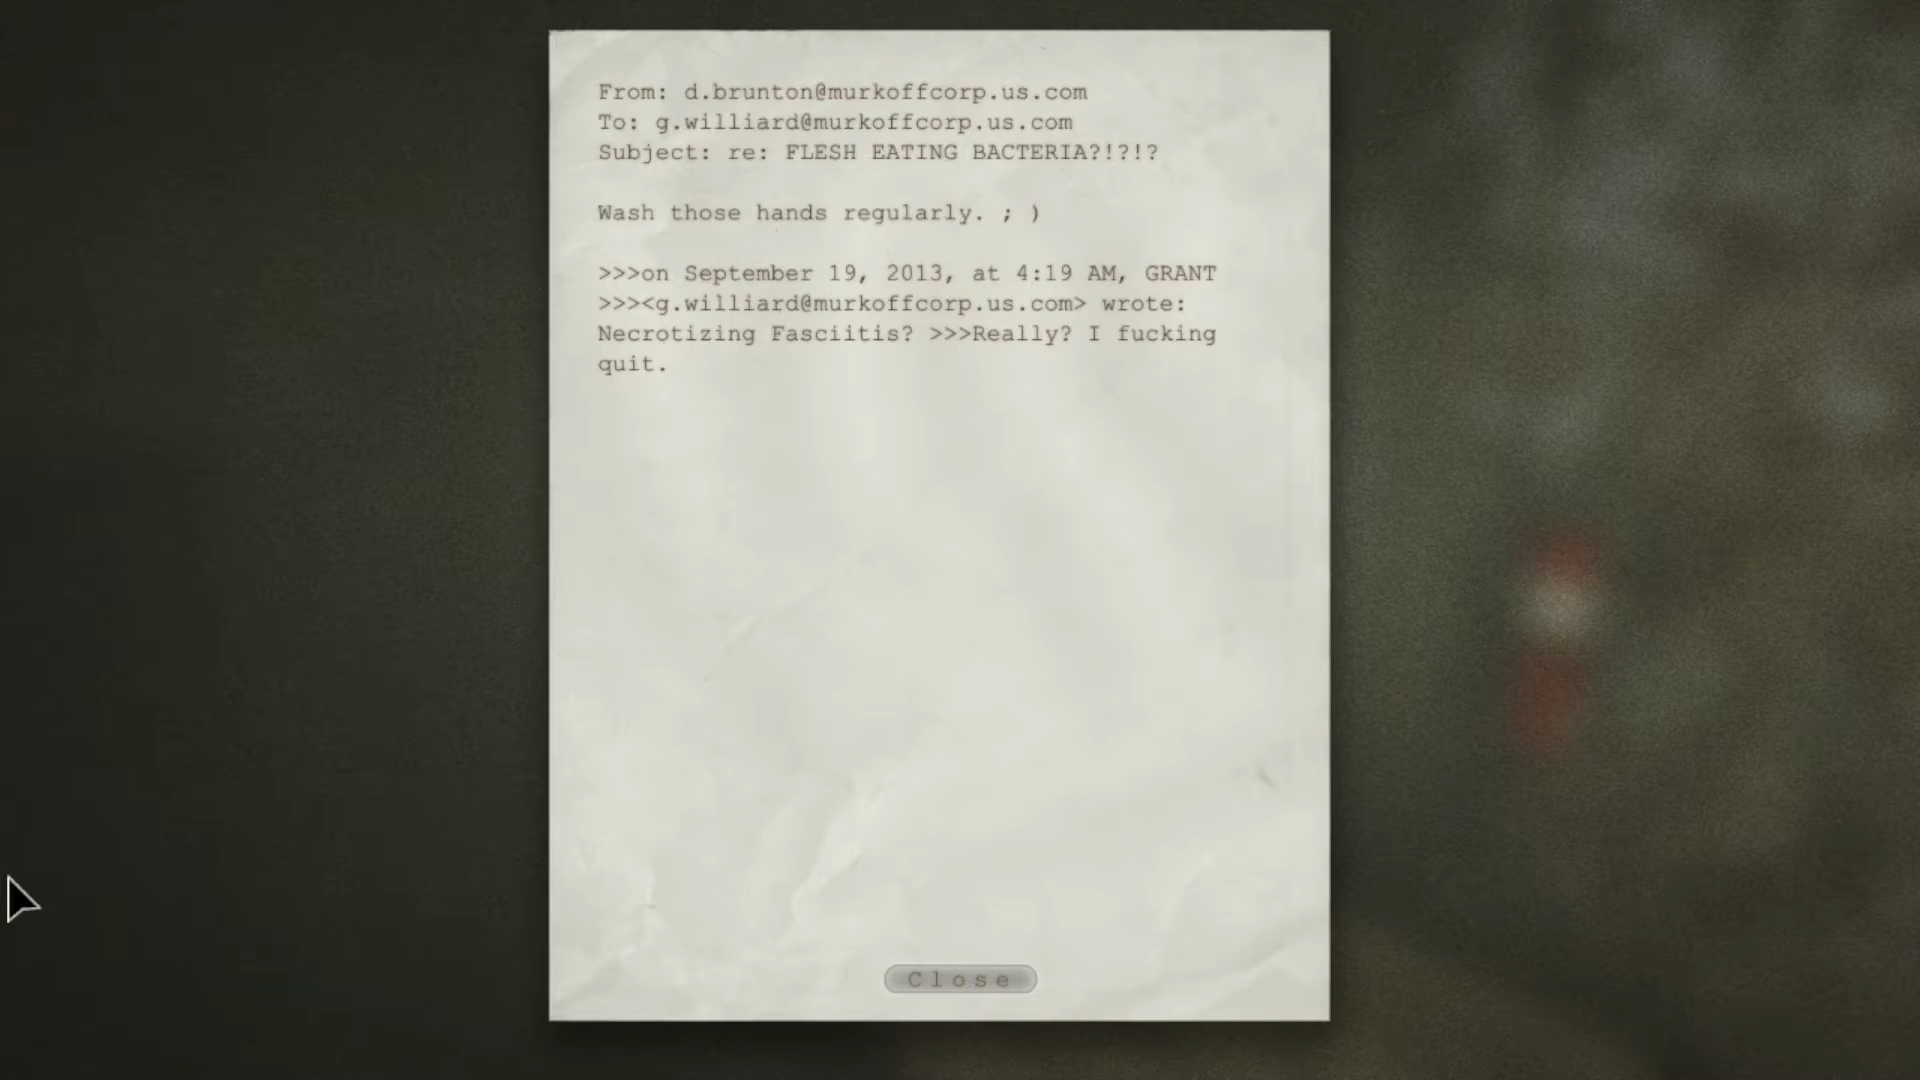 From: d.brunton@murkoffcorp.us.com
To: g.williard@murkoffcorp.us.com
Subject: re: FLESH EATING BACTERIA?!?!?
Wash those hands regularly. ; )
>>>on September 19, 2013, at 4:19 AM, GRANT
>>><g.williard@murkoffcorp.us.com> wrote:
Necrotizing Fasciitis? >>>Really? I fucking
quit.
Close